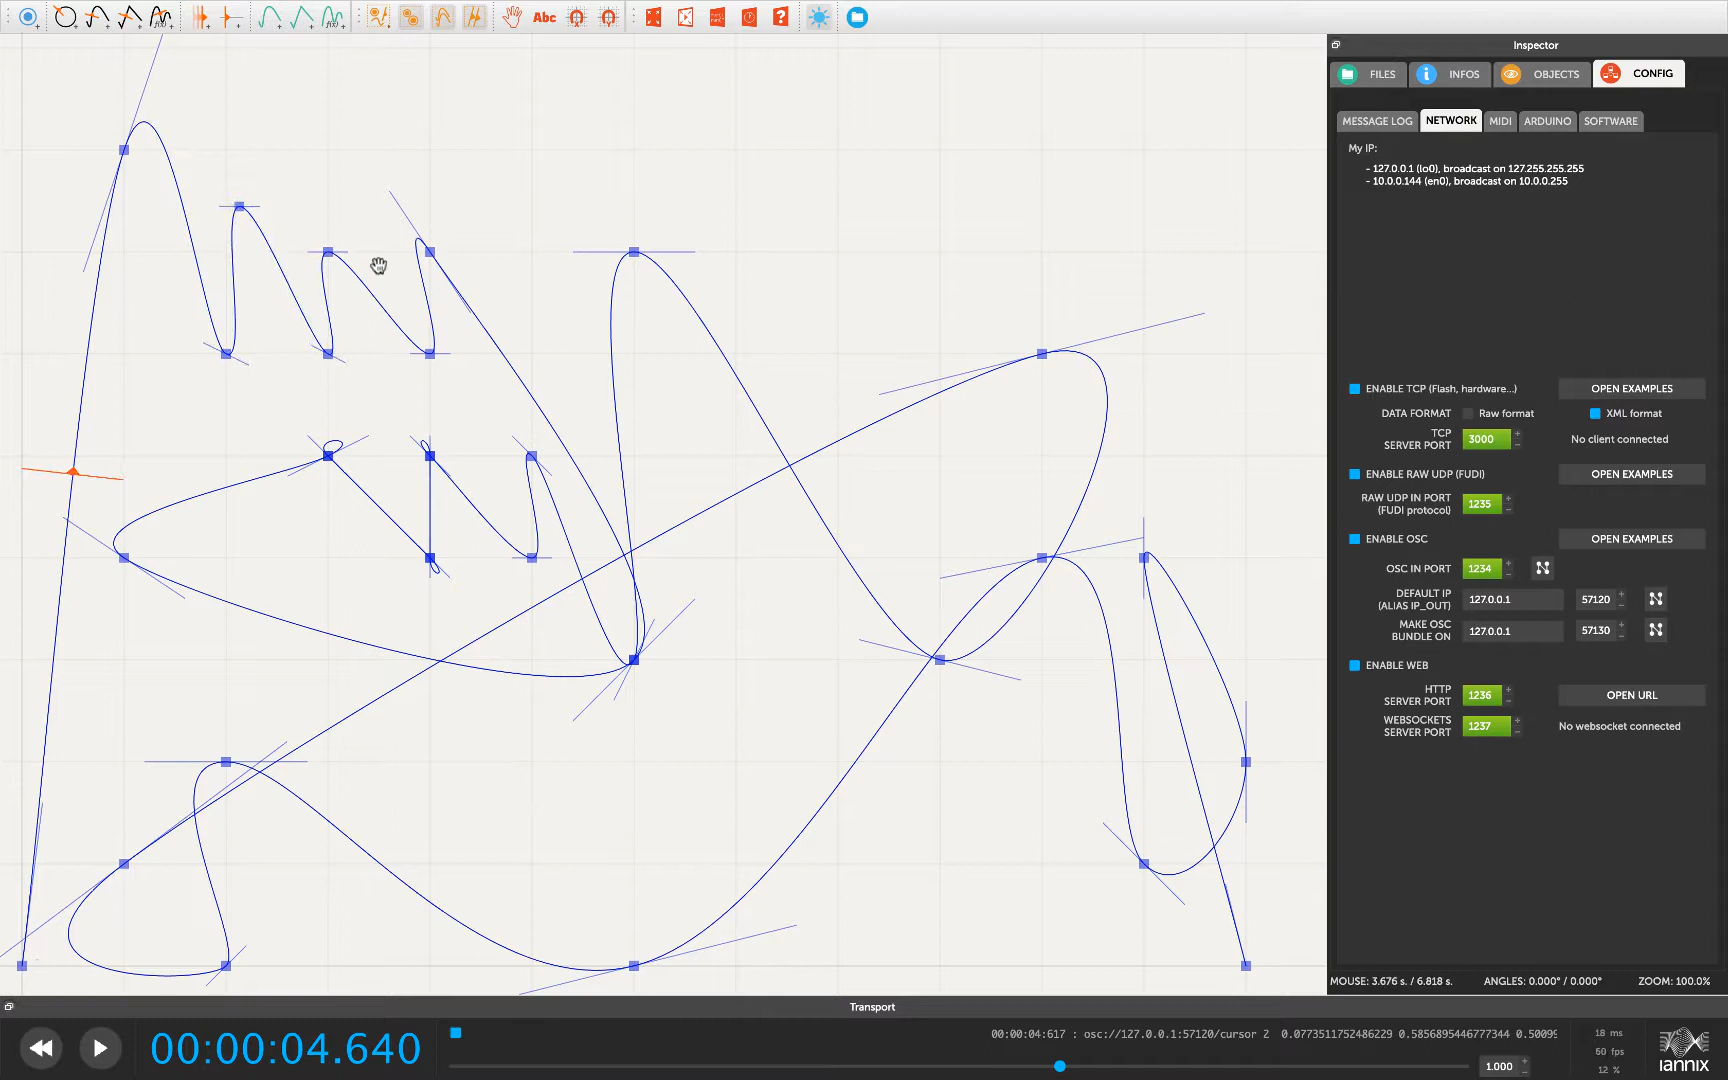 Abc
f(x)
?
Inspector
FILES INFOS OBJECTS CONFIG
MESSAGE LOG NETWORK MIDI ARDUINO SOFTWARE
My IP:
- 127.0.0.1 (lo0), broadcast on 127.255.255.255
- 10.0.0.144 (en0), broadcast on 10.0.0.255
ENABLE TCP (Flash, hardware...) OPEN EXAMPLES
DATA FORMAT Raw format XML format
TCP
SERVER PORT 3000 No client connected
ENABLE RAW UDP (FUDI) OPEN EXAMPLES
RAW UDP IN PORT
(FUDI protocol) 1235
ENABLE OSC OPEN EXAMPLES
OSC IN PORT 1234
DEFAULT IP
(ALIAS IP_OUT) 127.0.0.1 57120
MAKE OSC
BUNDLE ON 127.0.0.1 57130
ENABLE WEB
HTTP
SERVER PORT 1236 OPEN URL
WEBSOCKETS
SERVER PORT 1237 No websocket connected
MOUSE: 3.676 s. / 6.818 s. ANGLES: 0.000° / 0.000° ZOOM: 100.0%
Transport
00:00:04.640
00:00:04:617 : osc://127.0.0.1:57120/cursor 2 0.0773511752486229 0.5856895446777344 0.50099
1.000
18 ms
60 fps
12 %
iannix